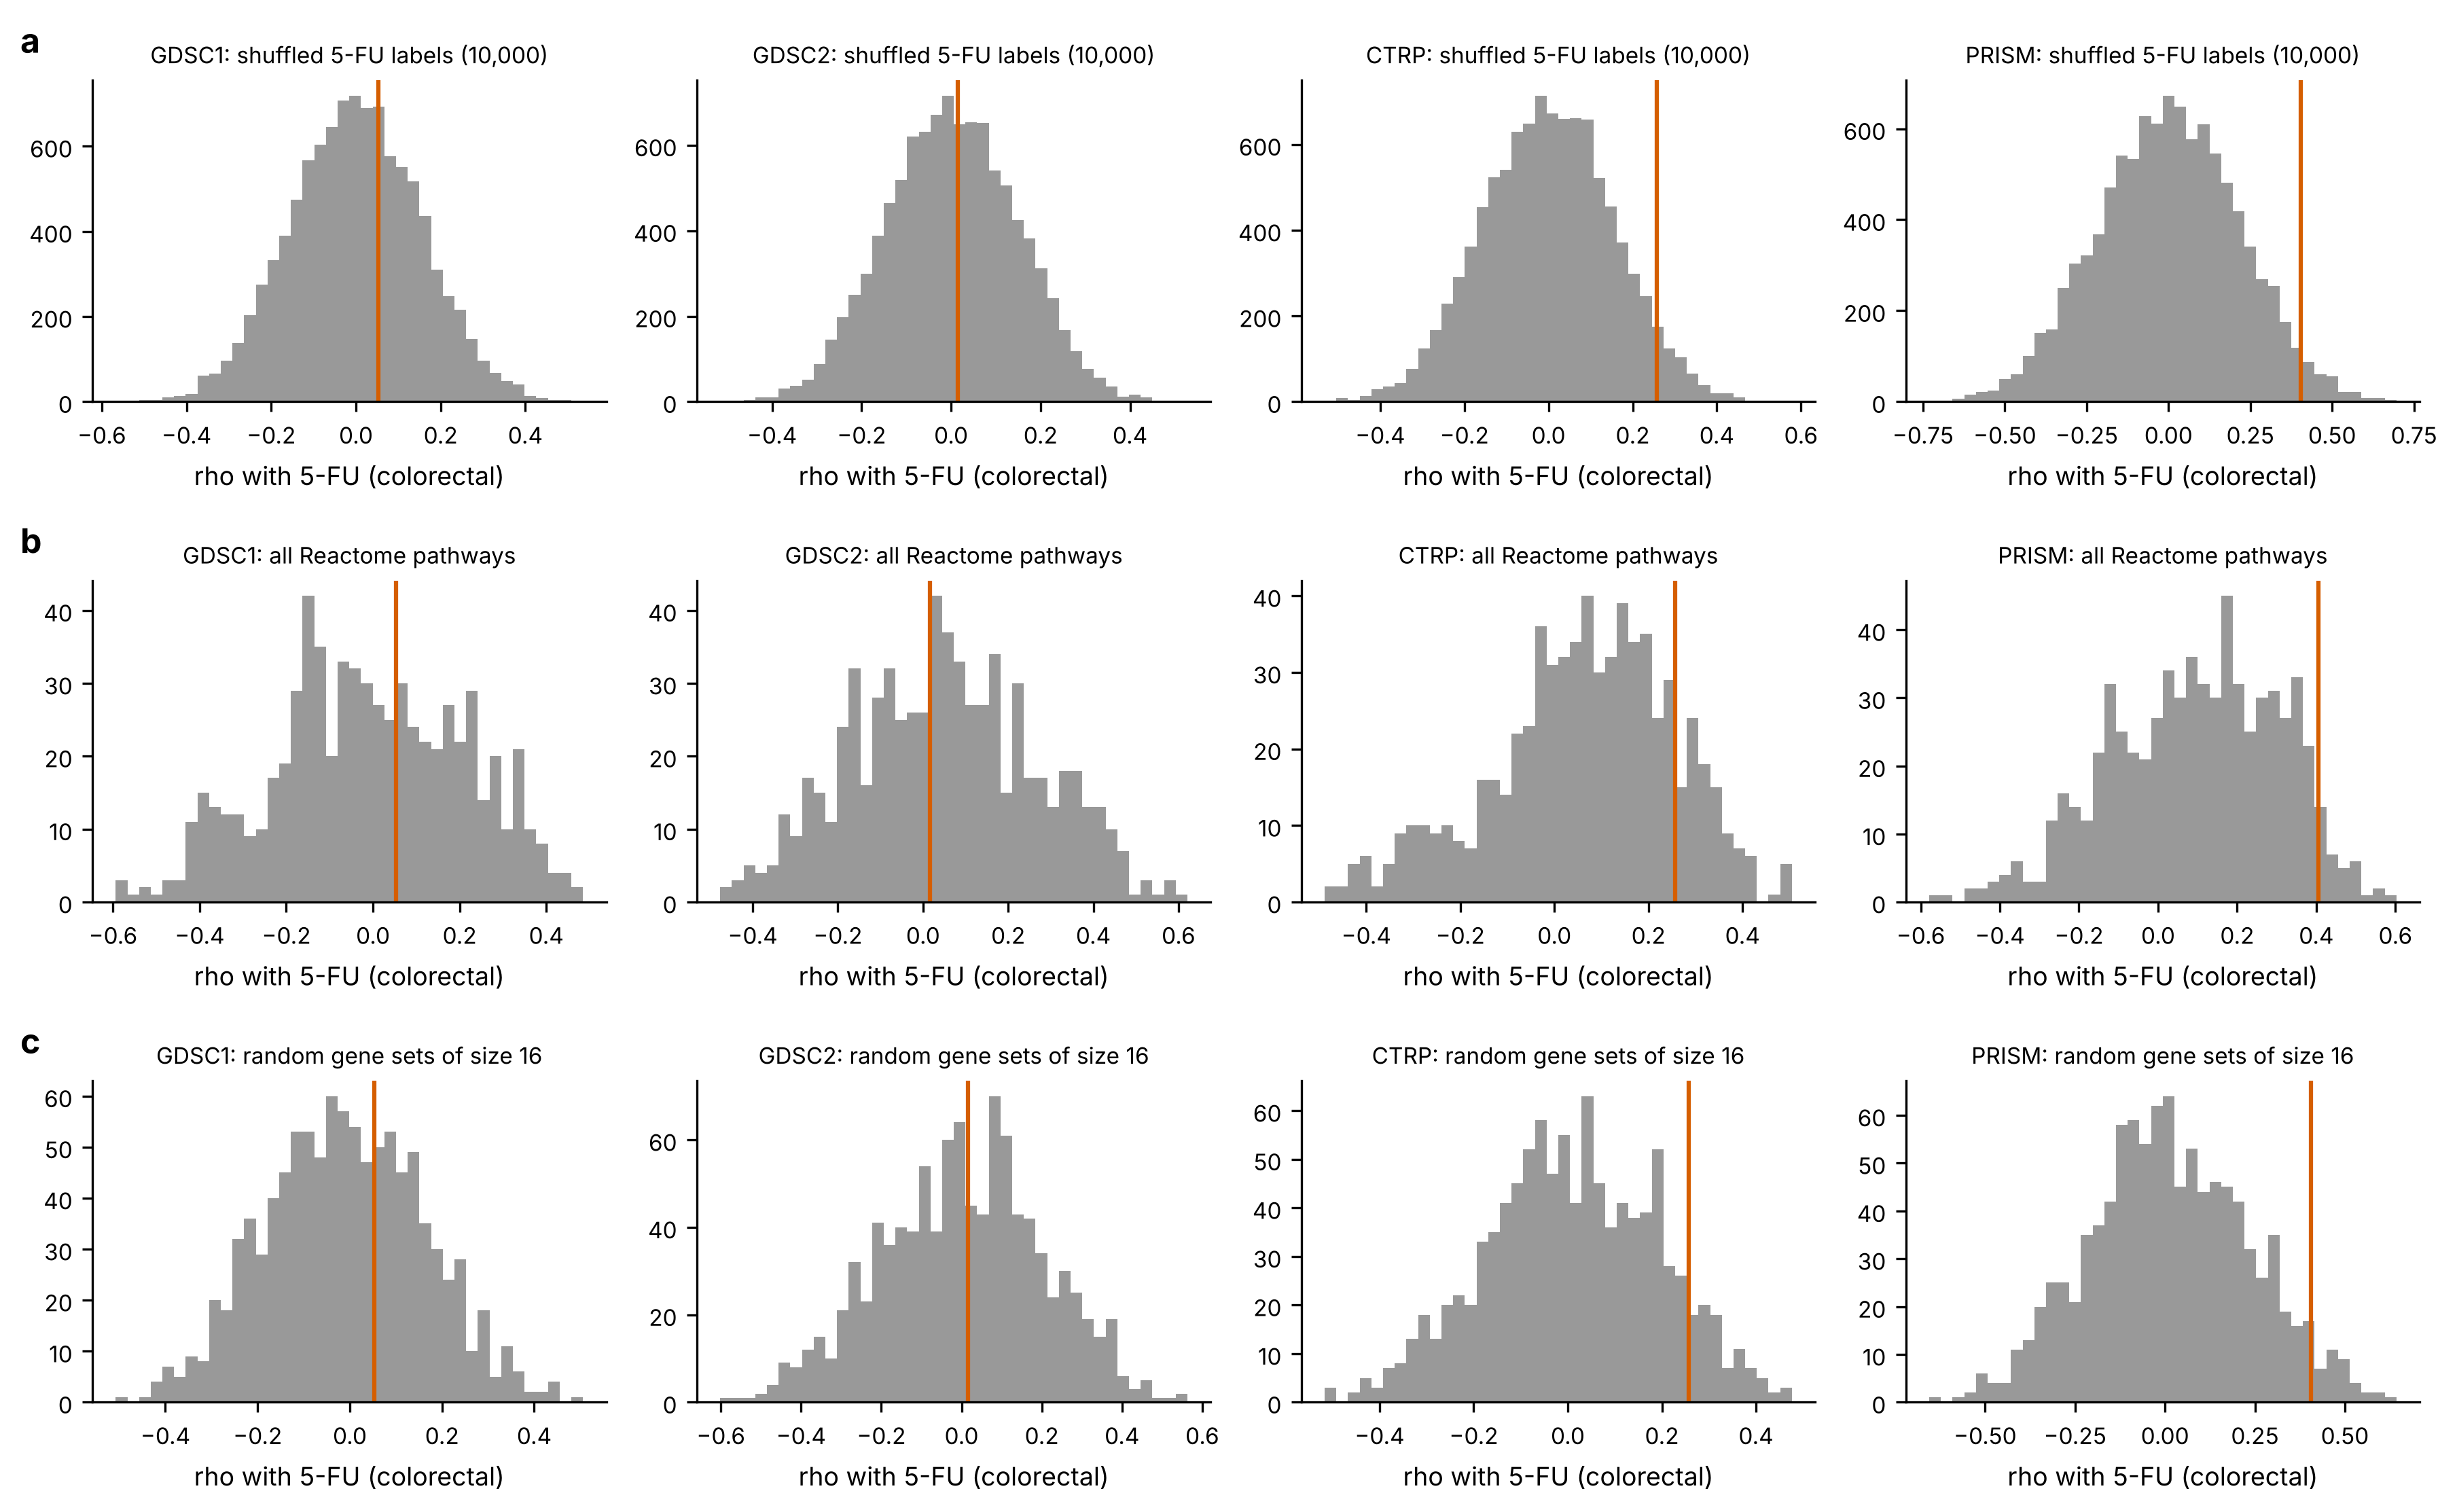 a
GDSC1: shuffled 5-FU labels (10,000)
GDSC2: shuffled 5-FU labels (10,000)
CTRP: shuffled 5-FU labels (10,000)
PRISM: shuffled 5-FU labels (10,000)
600
400
200
0
600
400
200
0
600
400
200
0
600
400
200
0
−0.6 −0.4 −0.2 0.0 0.2 0.4
−0.4 −0.2 0.0 0.2 0.4
−0.4 −0.2 0.0 0.2 0.4 0.6
−0.75 −0.50 −0.25 0.00 0.25 0.50 0.75
rho with 5-FU (colorectal)
rho with 5-FU (colorectal)
rho with 5-FU (colorectal)
rho with 5-FU (colorectal)
b
GDSC1: all Reactome pathways
GDSC2: all Reactome pathways
CTRP: all Reactome pathways
PRISM: all Reactome pathways
40
30
20
10
0
40
30
20
10
0
40
30
20
10
0
40
30
20
10
0
−0.6 −0.4 −0.2 0.0 0.2 0.4
−0.4 −0.2 0.0 0.2 0.4 0.6
−0.4 −0.2 0.0 0.2 0.4
−0.6 −0.4 −0.2 0.0 0.2 0.4 0.6
rho with 5-FU (colorectal)
rho with 5-FU (colorectal)
rho with 5-FU (colorectal)
rho with 5-FU (colorectal)
c
GDSC1: random gene sets of size 16
GDSC2: random gene sets of size 16
CTRP: random gene sets of size 16
PRISM: random gene sets of size 16
60
50
40
30
20
10
0
60
40
20
0
60
50
40
30
20
10
0
60
50
40
30
20
10
0
−0.4 −0.2 0.0 0.2 0.4
−0.6 −0.4 −0.2 0.0 0.2 0.4 0.6
−0.4 −0.2 0.0 0.2 0.4
−0.50 −0.25 0.00 0.25 0.50
rho with 5-FU (colorectal)
rho with 5-FU (colorectal)
rho with 5-FU (colorectal)
rho with 5-FU (colorectal)